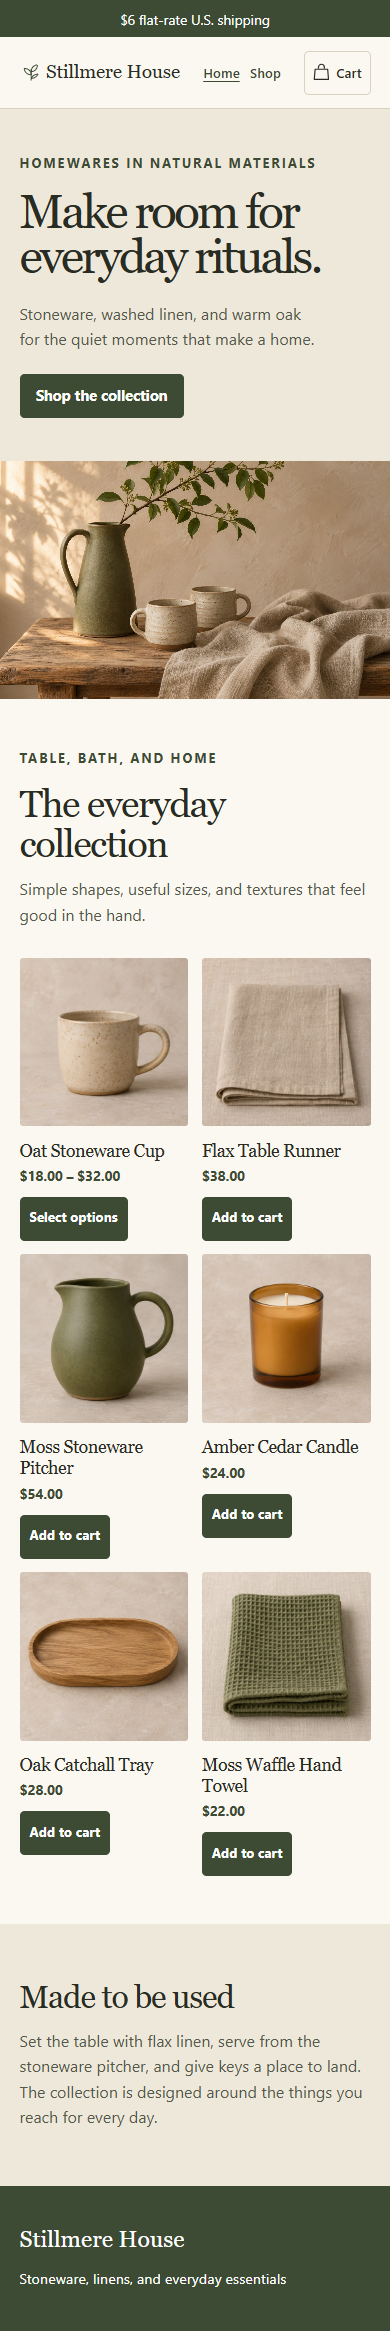 $6 flat-rate U.S. shipping
Stillmere House
Home
Shop
Cart
HOMEWARES IN NATURAL MATERIALS
Make room for
everyday rituals.
Stoneware, washed linen, and warm oak
for the quiet moments that make a home.
Shop the collection
TABLE, BATH, AND HOME
The everyday
collection
Simple shapes, useful sizes, and textures that feel
good in the hand.
Oat Stoneware Cup
$18.00 – $32.00
Select options
Flax Table Runner
$38.00
Add to cart
Moss Stoneware
Pitcher
$54.00
Add to cart
Amber Cedar Candle
$24.00
Add to cart
Oak Catchall Tray
$28.00
Add to cart
Moss Waffle Hand
Towel
$22.00
Add to cart
Made to be used
Set the table with flax linen, serve from the
stoneware pitcher, and give keys a place to land.
The collection is designed around the things you
reach for every day.
Stillmere House
Stoneware, linens, and everyday essentials